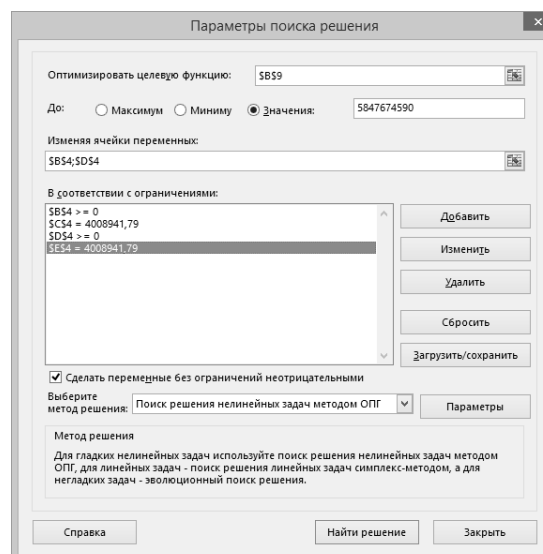 Параметры поиска решения
Оптимизировать целевую функцию: $B$9
До: Максимум Миниму Значения: 5847674590
Изменяя ячейки переменных:
$B$4;$D$4
В соответствии с ограничениями:
$B$4 >= 0
$C$4 = 4008941,79
$D$4 >= 0
$E$4 = 4008941,79
Добавить
Изменить
Удалить
Сбросить
Загрузить/сохранить
Сделать переменные без ограничений неотрицательными
Выберите
метод решения: Поиск решения нелинейных задач методом ОПГ Параметры
Метод решения
Для гладких нелинейных задач используйте поиск решения нелинейных задач методом
ОПГ, для линейных задач - поиск решения линейных задач симплекс-методом, а для
негладких задач - эволюционный поиск решения.
Справка Найти решение Закрыть